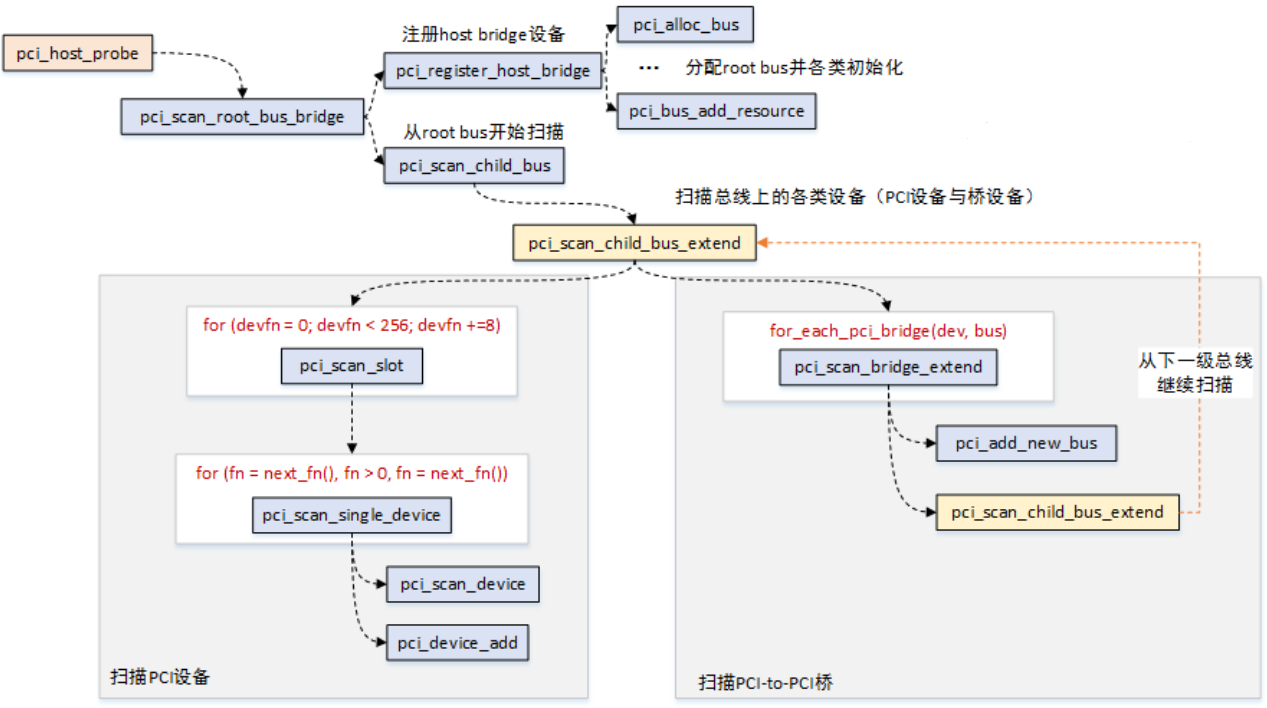 pci_host_probe
pci_scan_root_bus_bridge
注册host bridge设备
pci_register_host_bridge
pci_alloc_bus
... 分配root bus并各类初始化
pci_bus_add_resource
从root bus开始扫描
pci_scan_child_bus
扫描总线上的各类设备（PCI设备与桥设备）
pci_scan_child_bus_extend
for (devfn = 0; devfn < 256; devfn +=8)
pci_scan_slot
for (fn = next_fn(), fn > 0, fn = next_fn())
pci_scan_single_device
pci_scan_device
pci_device_add
扫描PCI设备
for_each_pci_bridge(dev, bus)
pci_scan_bridge_extend
pci_add_new_bus
pci_scan_child_bus_extend
从下一级总线
继续扫描
扫描PCI-to-PCI桥